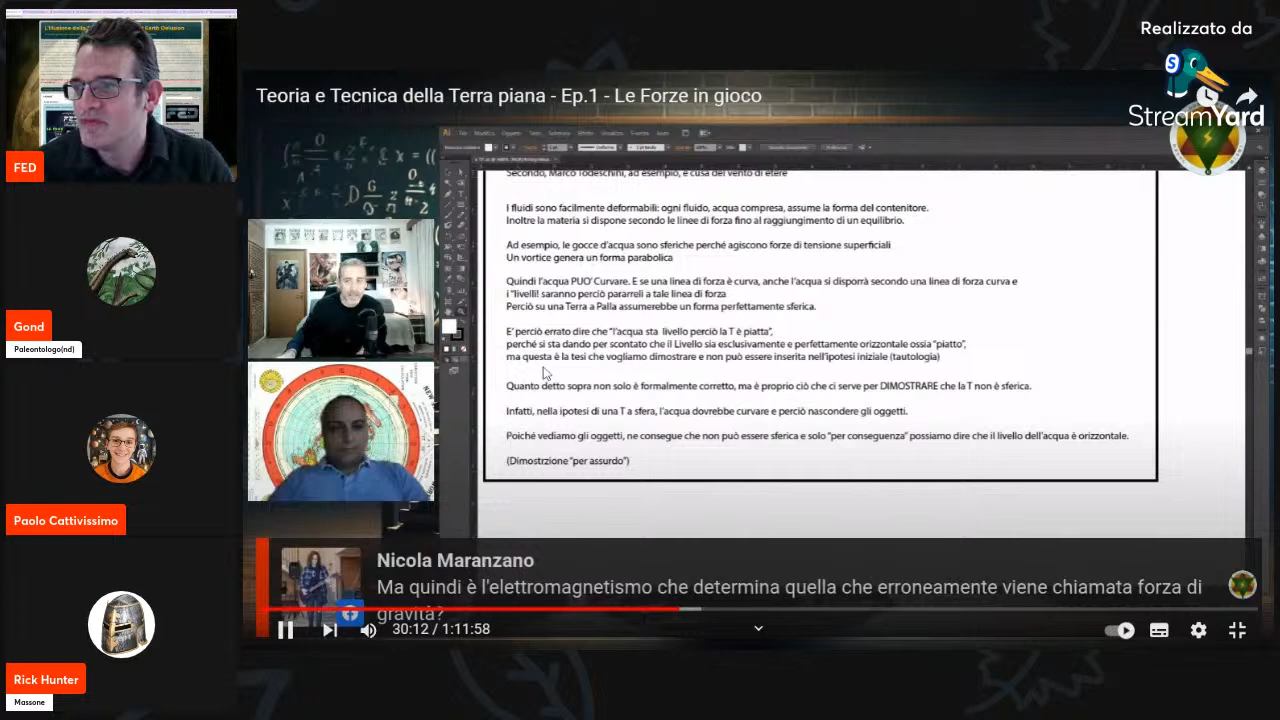 Realizzato da
StreamYard
FED
Gond
Paleontologo(nd)
Paolo Cattivissimo
Rick Hunter
Massone
Teoria e Tecnica della Terra piana - Ep.1 - Le Forze in gioco
Secondo, Marco Todeschini, ad esempio, e cusa del vento di etere
I fluidi sono facilmente deformabili: ogni fluido, acqua compresa, assume la forma del contenitore.
Inoltre la materia si dispone secondo le linee di forza fino al raggiungimento di un equilibrio.
Ad esempio, le gocce d'acqua sono sferiche perché agiscono forze di tensione superficiali
Un vortice genera un forma parabolica
Quindi l'acqua PUO' Curvare. E se una linea di forza è curva, anche l'acqua si disporrà secondo una linea di forza curva e
i "livelli! saranno perciò pararreli a tale linea di forza
Perciò su una Terra a Palla assumerebbe un forma perfettamente sferica.
E' perciò errato dire che "l'acqua sta livello perciò la T è piatta",
perché si sta dando per scontato che il Livello sia esclusivamente e perfettamente orizzontale ossia "piatto",
ma questa è la tesi che vogliamo dimostrare e non può essere inserita nell'ipotesi iniziale (tautologia)
Quanto detto sopra non solo è formalmente corretto, ma è proprio ciò che ci serve per DIMOSTRARE che la T non è sferica.
Infatti, nella ipotesi di una T a sfera, l'acqua dovrebbe curvare e perciò nascondere gli oggetti.
Poiché vediamo gli oggetti, ne consegue che non può essere sferica e solo "per conseguenza" possiamo dire che il livello dell'acqua è orizzontale.
(Dimostrzione "per assurdo")
Nicola Maranzano
Ma quindi è l'elettromagnetismo che determina quella che erroneamente viene chiamata forza di
gravità?
30:12 / 1:11:58